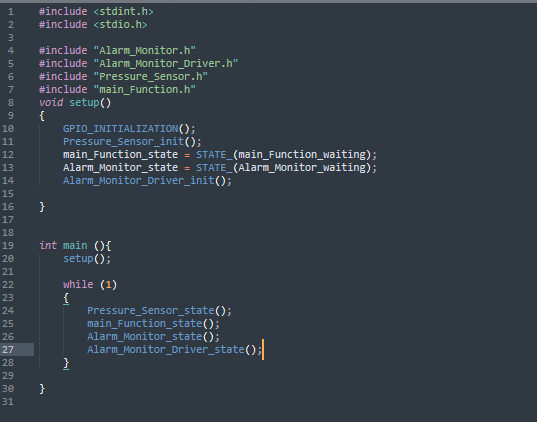 1 #include <stdint.h>
2 #include <stdio.h>
3
4 #include "Alarm_Monitor.h"
5 #include "Alarm_Monitor_Driver.h"
6 #include "Pressure_Sensor.h"
7 #include "main_Function.h"
8 void setup()
9 {
10 GPIO_INITIALIZATION();
11 Pressure_Sensor_init();
12 main_Function_state = STATE_(main_Function_waiting);
13 Alarm_Monitor_state = STATE_(Alarm_Monitor_waiting);
14 Alarm_Monitor_Driver_init();
15
16 }
17
18
19 int main (){
20 setup();
21
22 while (1)
23 {
24 Pressure_Sensor_state();
25 main_Function_state();
26 Alarm_Monitor_state();
27 Alarm_Monitor_Driver_state();
28 }
29
30 }
31